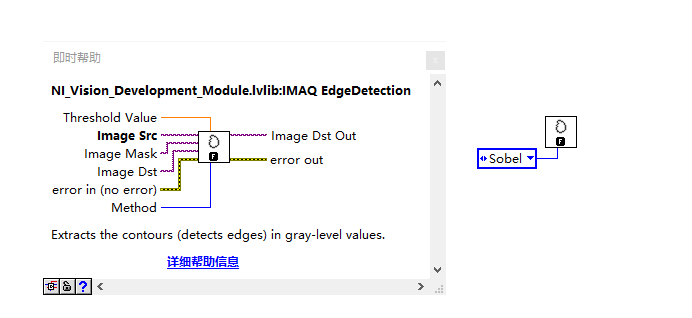 即时帮助
NI_Vision_Development_Module.lvlib:IMAQ EdgeDetection
Threshold Value
Image Src
Image Mask
Image Dst
error in (no error)
Method
Image Dst Out
error out
F
Extracts the contours (detects edges) in gray-level values.
详细帮助信息
?
F
Sobel